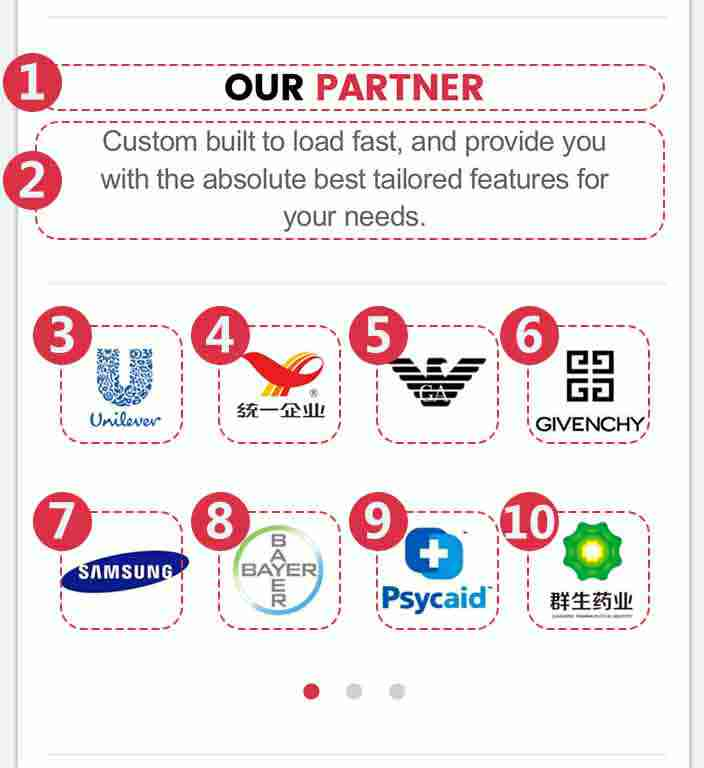 1
OUR PARTNER
2
Custom built to load fast, and provide you
with the absolute best tailored features for
your needs.
3
4
5
6
Unilever
®
统一企业
GA
GIVENCHY
7
8
9
10
SAMSUNG
BAYER
BAYER
Psycaid
群生药业